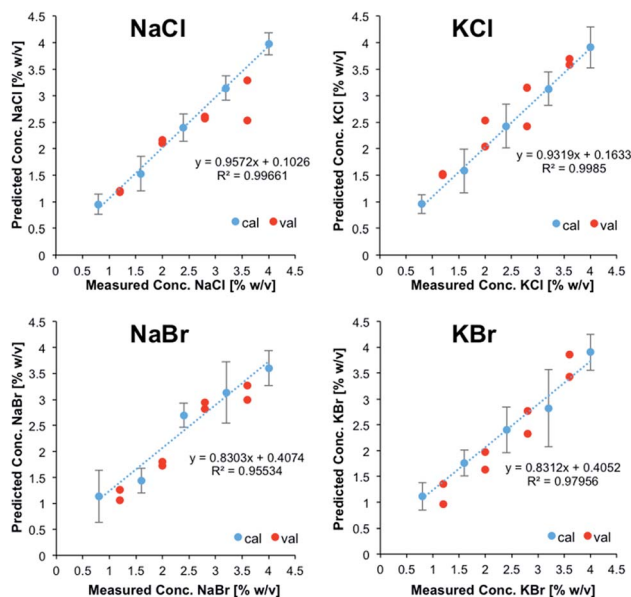 NaCl
Predicted Conc. NaCl [% w/v]
4.5
4
3.5
3
2.5
2
1.5
1
0.5
0
y = 0.9572x + 0.1026
R² = 0.99661
cal val
0 0.5 1 1.5 2 2.5 3 3.5 4 4.5
Measured Conc. NaCl [% w/v]
KCl
Predicted Conc. KCl [% w/v]
4.5
4
3.5
3
2.5
2
1.5
1
0.5
0
y = 0.9319x + 0.1633
R² = 0.9985
cal val
0 0.5 1 1.5 2 2.5 3 3.5 4 4.5
Measured Conc. KCl [% w/v]
NaBr
Predicted Conc. NaBr [% w/v]
4.5
4
3.5
3
2.5
2
1.5
1
0.5
0
y = 0.8303x + 0.4074
R² = 0.95534
cal val
0 0.5 1 1.5 2 2.5 3 3.5 4 4.5
Measured Conc. NaBr [% w/v]
KBr
Predicted Conc. KBr [% w/v]
4.5
4
3.5
3
2.5
2
1.5
1
0.5
0
y = 0.8312x + 0.4052
R² = 0.97956
cal val
0 0.5 1 1.5 2 2.5 3 3.5 4 4.5
Measured Conc. KBr [% w/v]